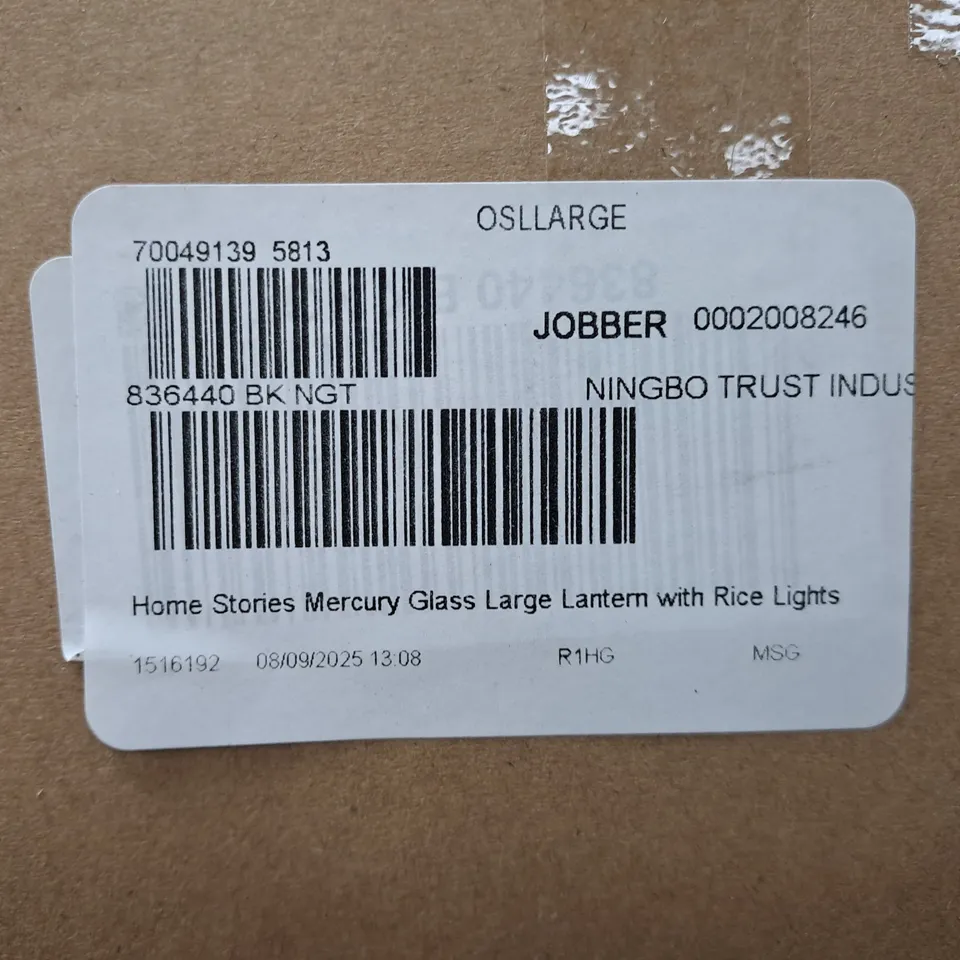 OSLLARGE
70049139 5813
JOBBER 0002008246
836440 BK NGT
NINGBO TRUST INDUS
Home Stories Mercury Glass Large Lantern with Rice Lights
1516192 08/09/2025 13:08 R1HG MSG